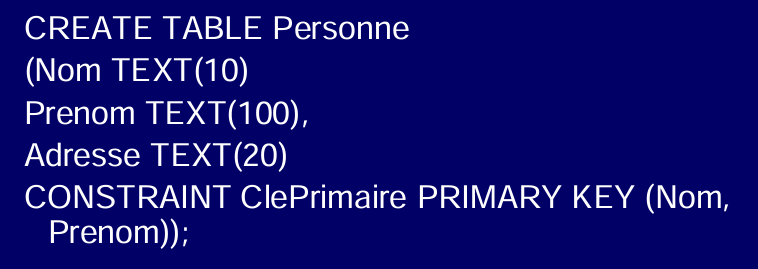 CREATE TABLE Personne
(Nom TEXT(10)
Prenom TEXT(100),
Adresse TEXT(20)
CONSTRAINT ClePrimaire PRIMARY KEY (Nom,
Prenom));